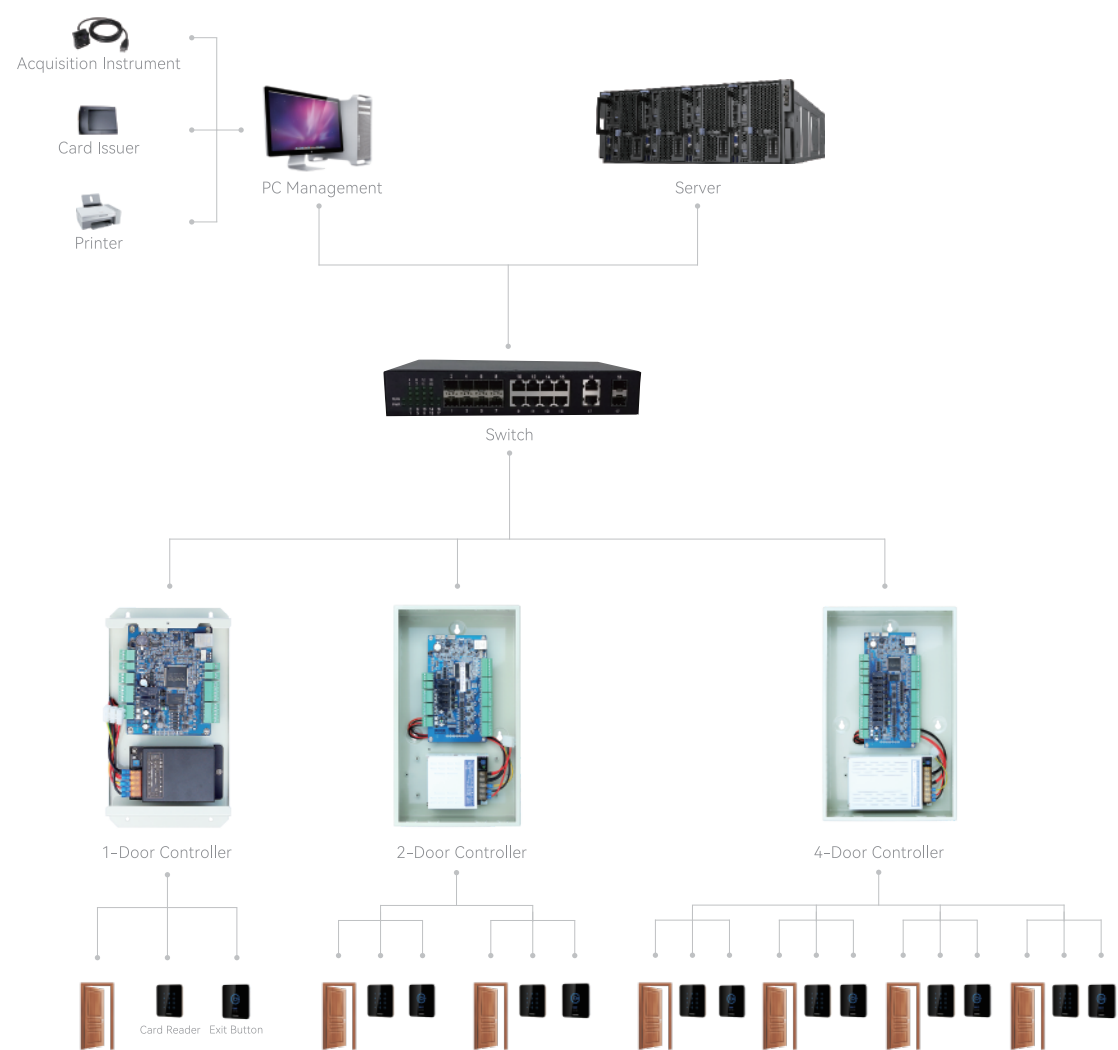 Acquisition Instrument
Card Issuer
PC Management
Server
Printer
Switch
1-Door Controller
2-Door Controller
4-Door Controller
Card Reader
Exit Button